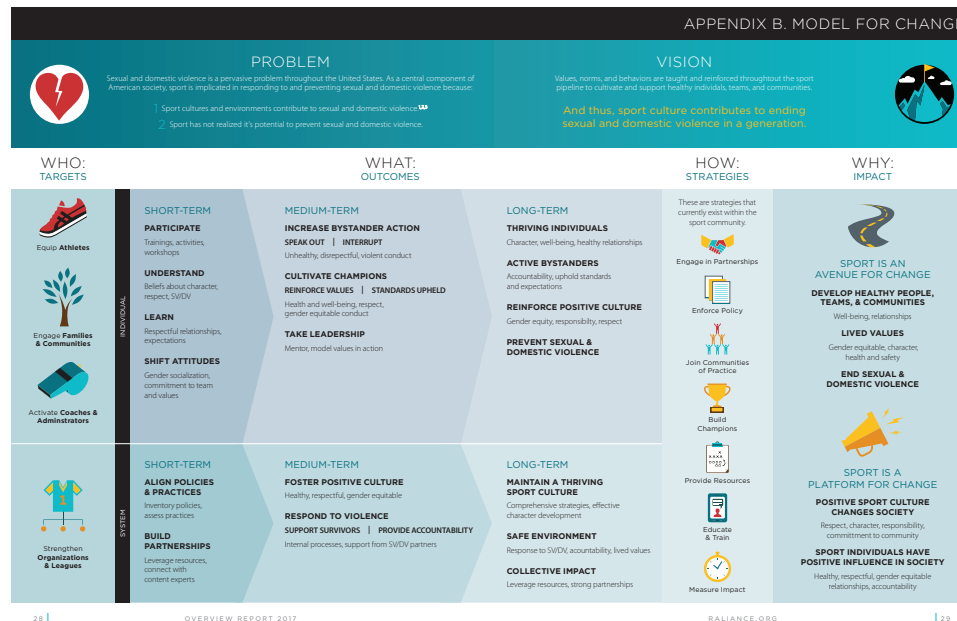 APPENDIX B. MODEL FOR CHANGE
PROBLEM
Sexual and domestic violence is a pervasive problem throughout the United States. As a central component of
American society, sport is implicated in responding to and preventing sexual and domestic violence because:
1 Sport cultures and environments contribute to sexual and domestic violence.
2 Sport has not realized it's potential to prevent sexual and domestic violence.
VISION
Values, norms, and behaviors are taught and reinforced throughtout the sport
pipeline to cultivate and support healthy individuals, teams, and communities.
And thus, sport culture contributes to ending
sexual and domestic violence in a generation.
WHO:
TARGETS
WHAT:
OUTCOMES
HOW:
STRATEGIES
WHY:
IMPACT
Equip Athletes
Engage Families
& Communities
Activate Coaches &
Adminstrators
INDIVIDUAL
SHORT-TERM
PARTICIPATE
Trainings, activities,
workshops
UNDERSTAND
Beliefs about character,
respect, SV/DV
LEARN
Respectful relationships,
expectations
SHIFT ATTITUDES
Gender socialization,
commitment to team
and values
MEDIUM-TERM
INCREASE BYSTANDER ACTION
SPEAK OUT | INTERRUPT
Unhealthy, disrepectful, violent conduct
CULTIVATE CHAMPIONS
REINFORCE VALUES | STANDARDS UPHELD
Health and well-being, respect,
gender equitable conduct
TAKE LEADERSHIP
Mentor, model values in action
LONG-TERM
THRIVING INDIVIDUALS
Character, well-being, healthy relationships
ACTIVE BYSTANDERS
Accountability, uphold standards
and expectations
REINFORCE POSITIVE CULTURE
Gender equity, responsibilty, respect
PREVENT SEXUAL &
DOMESTIC VIOLENCE
Strengthen
Organizations
& Leagues
SYSTEM
SHORT-TERM
ALIGN POLICIES
& PRACTICES
Inventory policies,
assess practices
BUILD
PARTNERSHIPS
Leverage resources,
connect with
content experts
MEDIUM-TERM
FOSTER POSITIVE CULTURE
Healthy, respectful, gender equitable
RESPOND TO VIOLENCE
SUPPORT SURVIVORS | PROVIDE ACCOUNTABILITY
Internal processes, support from SV/DV partners
LONG-TERM
MAINTAIN A THRIVING
SPORT CULTURE
Comprehensive strategies, effective
character development
SAFE ENVIRONMENT
Response to SV/DV, acountability, lived values
COLLECTIVE IMPACT
Leverage resources, strong partnerships
These are strategies that
currently exist within the
sport community.
Engage in Partnerships
Enforce Policy
Join Communities
of Practice
Build
Champions
Provide Resources
Educate
& Train
Measure Impact
SPORT IS AN
AVENUE FOR CHANGE
DEVELOP HEALTHY PEOPLE,
TEAMS, & COMMUNITIES
Well-being, relationships
LIVED VALUES
Gender equitable, character,
health and safety
END SEXUAL &
DOMESTIC VIOLENCE
SPORT IS A
PLATFORM FOR CHANGE
POSITIVE SPORT CULTURE
CHANGES SOCIETY
Respect, character, responsibility,
committment to community
SPORT INDIVIDUALS HAVE
POSITIVE INFLUENCE IN SOCIETY
Healthy, respectful, gender equitable
relationships, accountability
28 |
OVERVIEW REPORT 2017
RALIANCE.ORG
| 29